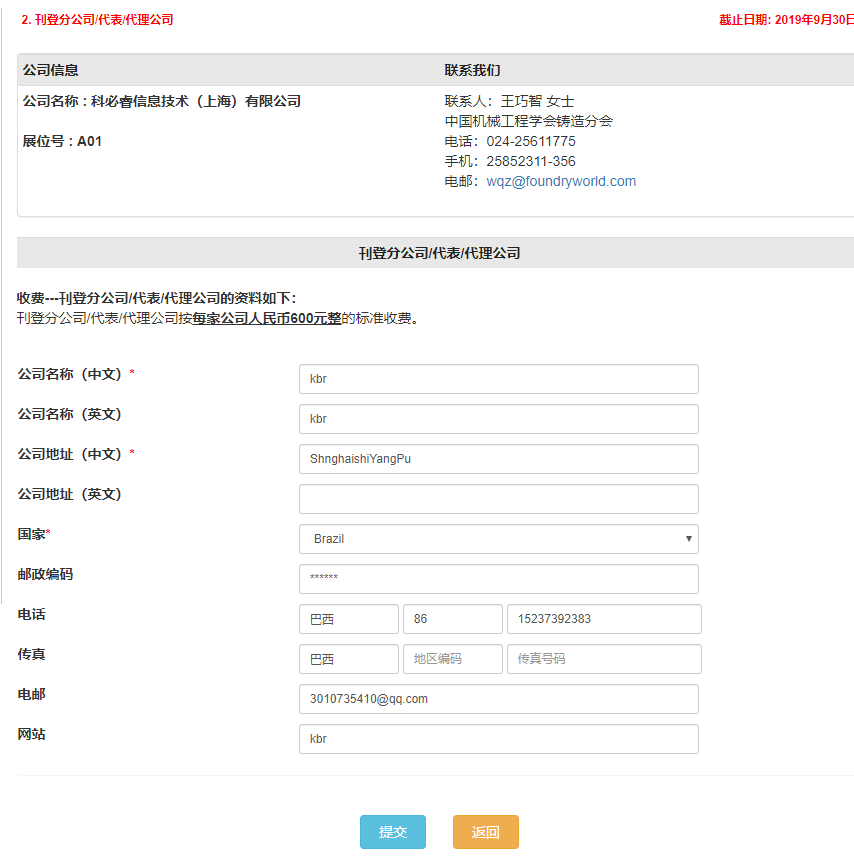 2. 刊登分公司/代表/代理公司 截止日期: 2019年9月30日
公司信息 联系我们
公司名称 : 科必睿信息技术（上海）有限公司 联系人：王巧智 女士
中国机械工程学会铸造分会
展位号 : A01 电话：024-25611775
手机：25852311-356
电邮：wqz@foundryworld.com
刊登分公司/代表/代理公司
收费---刊登分公司/代表/代理公司的资料如下：
刊登分公司/代表/代理公司按每家公司人民币600元整的标准收费。
公司名称（中文）* kbr
公司名称（英文） kbr
公司地址（中文）* ShnghaishiYangPu
公司地址（英文）
国家* Brazil
邮政编码 ******
电话 巴西 86 15237392383
传真 巴西 地区编码 传真号码
电邮 3010735410@qq.com
网站 kbr
提交 返回